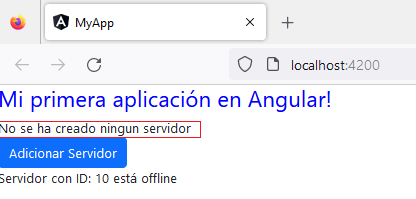 MyApp
localhost:4200
Mi primera aplicación en Angular!
No se ha creado ningun servidor
Adicionar Servidor
Servidor con ID: 10 está offline